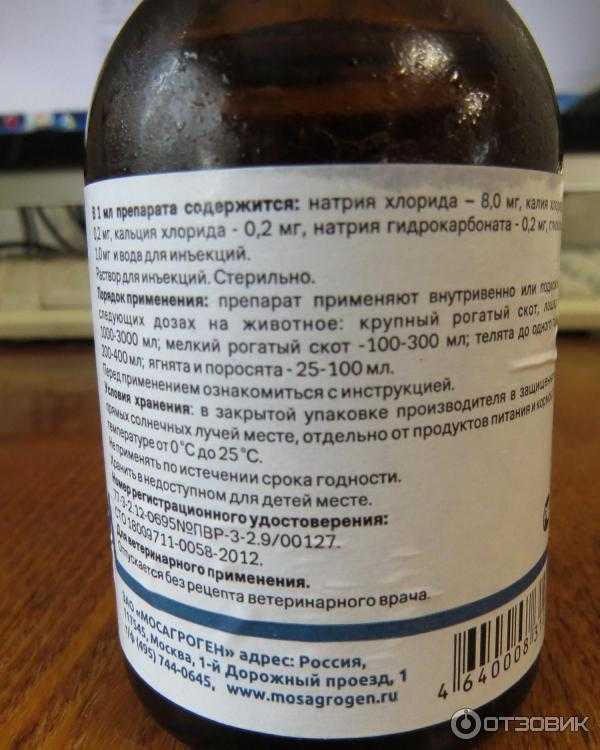 В 1 мл препарата содержится: натрия хлорида – 8,0 мг, калия
0,2 мг, кальция хлорида - 0,2 мг, натрия гидрокарбоната - 0,2 мг,
1,0 мг и вода для инъекций.
Раствор для инъекций. Стерильно.
Порядок применения: препарат применяют внутривенно или
следующих дозах на животное: крупный рогатый скот,
1000-3000 мл; мелкий рогатый скот -100-300 мл; телята до
200-400 мл; ягнята и поросята - 25-100 мл.
Перед применением ознакомиться с инструкцией.
Условия хранения: в закрытой упаковке производителя в
прямых солнечных лучей месте, отдельно от продуктов питания и
температуре от 0°С до 25°С.
Не применять по истечении срока годности.
Хранить в недоступном для детей месте.
Номер регистрационного удостоверения:
77-3-2.12-0695№ПВР-3-2.9/00127.
СТО 18009711-0058-2012.
Для ветеринарного применения.
Отпускается без рецепта ветеринарного врача.
ЗАО «МОСАГРОГЕН» адрес: Россия,
117545, Москва, 1-й Дорожный проезд, 1
т/ф (495) 744-0645, www.mosagrogen.ru
4 640008
ОТЗОВИК